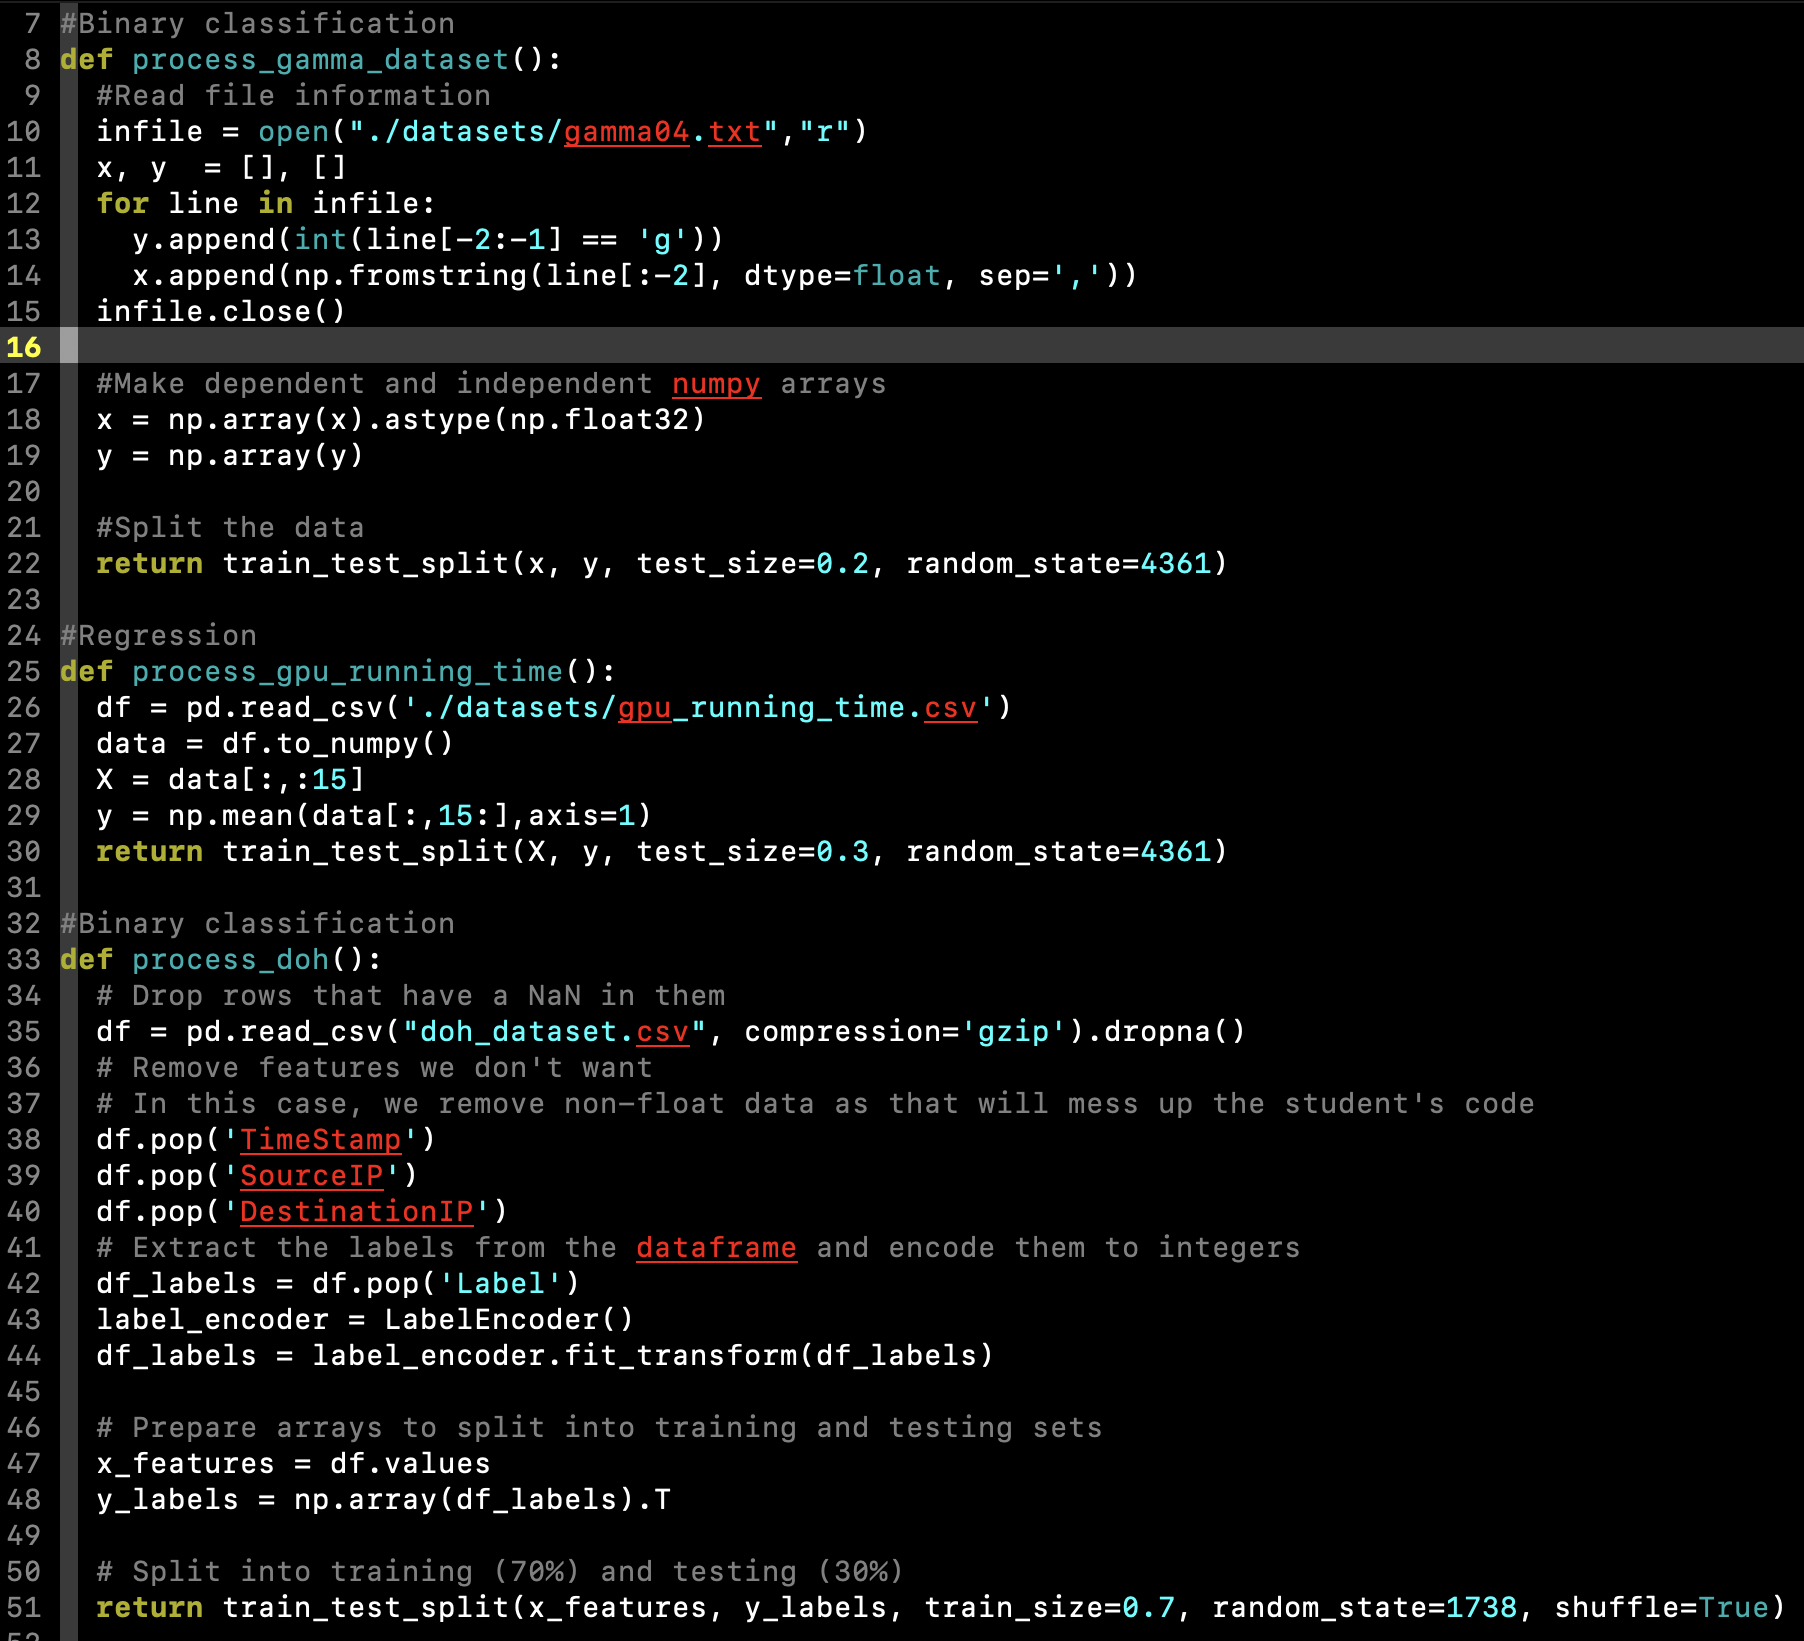 7 #Binary classification
8 def process_gamma_dataset():
9   #Read file information
10   infile = open("./datasets/gamma04.txt","r")
11   x, y  = [], []
12   for line in infile:
13     y.append(int(line[-2:-1] == 'g'))
14     x.append(np.fromstring(line[:-2], dtype=float, sep=','))
15   infile.close()
16
17   #Make dependent and independent numpy arrays
18   x = np.array(x).astype(np.float32)
19   y = np.array(y)
20
21   #Split the data
22   return train_test_split(x, y, test_size=0.2, random_state=4361)
23
24 #Regression
25 def process_gpu_running_time():
26   df = pd.read_csv('./datasets/gpu_running_time.csv')
27   data = df.to_numpy()
28   X = data[:,:15]
29   y = np.mean(data[:,15:],axis=1)
30   return train_test_split(X, y, test_size=0.3, random_state=4361)
31
32 #Binary classification
33 def process_doh():
34   # Drop rows that have a NaN in them
35   df = pd.read_csv("doh_dataset.csv", compression='gzip').dropna()
36   # Remove features we don't want
37   # In this case, we remove non-float data as that will mess up the student's code
38   df.pop('TimeStamp')
39   df.pop('SourceIP')
40   df.pop('DestinationIP')
41   # Extract the labels from the dataframe and encode them to integers
42   df_labels = df.pop('Label')
43   label_encoder = LabelEncoder()
44   df_labels = label_encoder.fit_transform(df_labels)
45
46   # Prepare arrays to split into training and testing sets
47   x_features = df.values
48   y_labels = np.array(df_labels).T
49
50   # Split into training (70%) and testing (30%)
51   return train_test_split(x_features, y_labels, train_size=0.7, random_state=1738, shuffle=True)